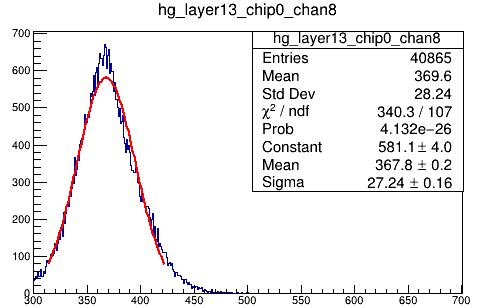 hg_layer13_chip0_chan8
hg_layer13_chip0_chan8
Entries 40865
Mean 369.6
Std Dev 28.24
χ² / ndf 340.3 / 107
Prob 4.132e−26
Constant 581.1 ± 4.0
Mean 367.8 ± 0.2
Sigma 27.24 ± 0.16
700
600
500
400
300
200
100
0
300 350 400 450 500 550 600 650 700